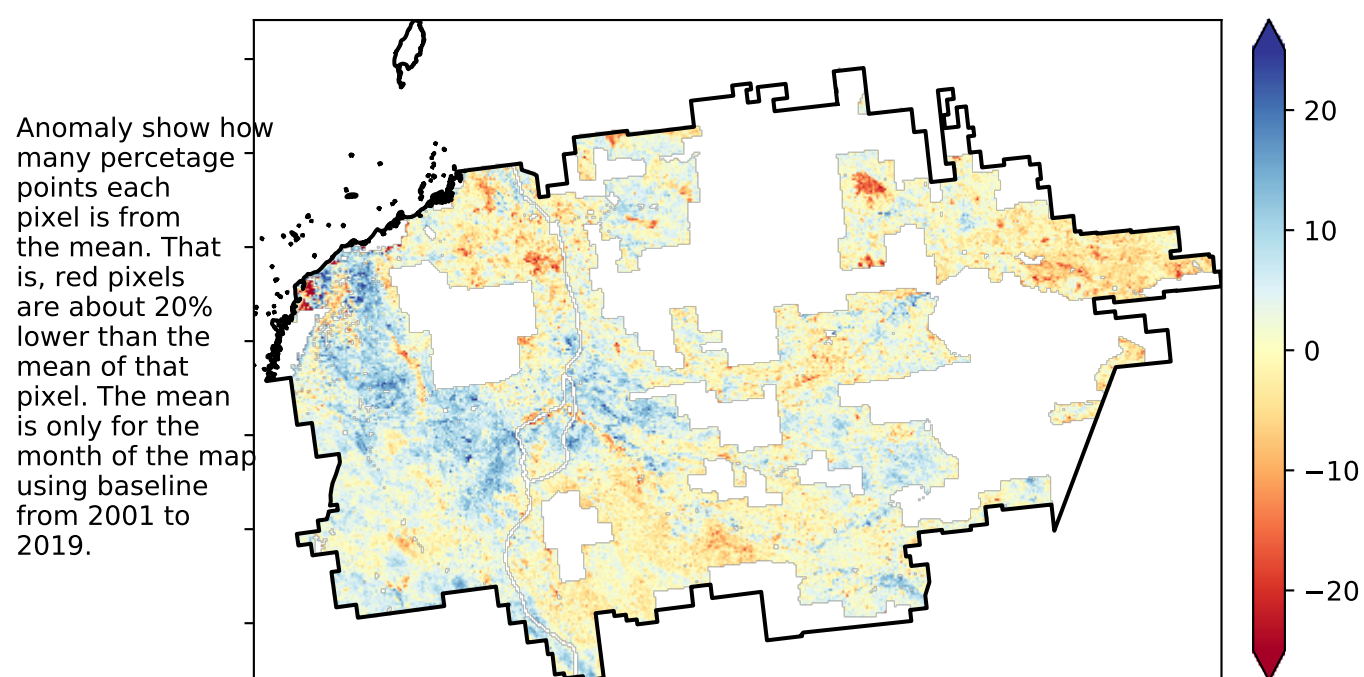 Anomaly show how
many percetage
points each
pixel is from
the mean. That
is, red pixels
are about 20%
lower than the
mean of that
pixel. The mean
is only for the
month of the map
using baseline
from 2001 to
2019.
20
10
0
−10
−20